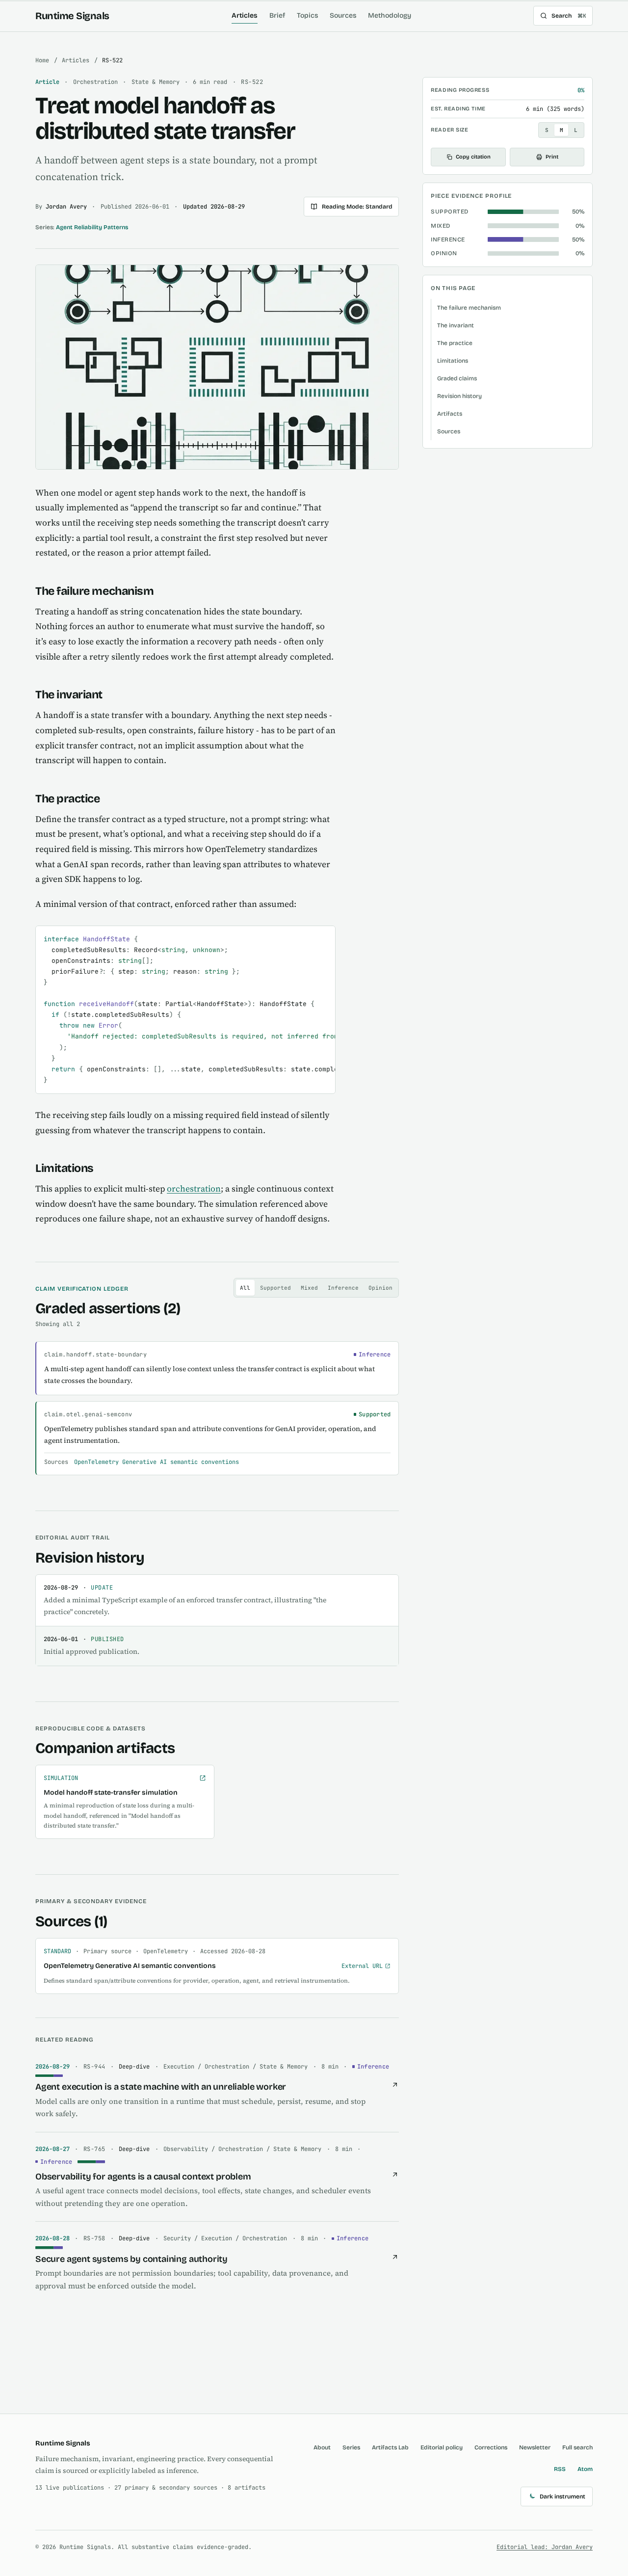 Runtime Signals
Articles Brief Topics Sources Methodology
Search ⌘K
Home / Articles / RS-522
Article · Orchestration · State & Memory · 6 min read · RS-522
Treat model handoff as
distributed state transfer
A handoff between agent steps is a state boundary, not a prompt
concatenation trick.
By Jordan Avery · Published 2026-06-01 · Updated 2026-08-29
Reading Mode: Standard
Series: Agent Reliability Patterns
READING PROGRESS 0%
EST. READING TIME 6 min (325 words)
READER SIZE S M L
Copy citation Print
PIECE EVIDENCE PROFILE
SUPPORTED 50%
MIXED 0%
INFERENCE 50%
OPINION 0%
ON THIS PAGE
The failure mechanism
The invariant
The practice
Limitations
Graded claims
Revision history
Artifacts
Sources
When one model or agent step hands work to the next, the handoff is
usually implemented as “append the transcript so far and continue.” That
works until the receiving step needs something the transcript doesn’t carry
explicitly: a partial tool result, a constraint the first step resolved but never
restated, or the reason a prior attempt failed.
The failure mechanism
Treating a handoff as string concatenation hides the state boundary.
Nothing forces an author to enumerate what must survive the handoff, so
it’s easy to lose exactly the information a recovery path needs - often only
visible after a retry silently redoes work the first attempt already completed.
The invariant
A handoff is a state transfer with a boundary. Anything the next step needs -
completed sub-results, open constraints, failure history - has to be part of an
explicit transfer contract, not an implicit assumption about what the
transcript will happen to contain.
The practice
Define the transfer contract as a typed structure, not a prompt string: what
must be present, what’s optional, and what a receiving step should do if a
required field is missing. This mirrors how OpenTelemetry standardizes
what a GenAI span records, rather than leaving span attributes to whatever
a given SDK happens to log.
A minimal version of that contract, enforced rather than assumed:
interface HandoffState {
completedSubResults: Record<string, unknown>;
openConstraints: string[];
priorFailure?: { step: string; reason: string };
}
function receiveHandoff(state: Partial<HandoffState>): HandoffState {
if (!state.completedSubResults) {
throw new Error(
'Handoff rejected: completedSubResults is required, not inferred from
);
}
return { openConstraints: [], ...state, completedSubResults: state.comple
}
The receiving step fails loudly on a missing required field instead of silently
guessing from whatever the transcript happens to contain.
Limitations
This applies to explicit multi-step orchestration; a single continuous context
window doesn’t have the same boundary. The simulation referenced above
reproduces one failure shape, not an exhaustive survey of handoff designs.
CLAIM VERIFICATION LEDGER
All Supported Mixed Inference Opinion
Graded assertions (2)
Showing all 2
claim.handoff.state-boundary Inference
A multi-step agent handoff can silently lose context unless the transfer contract is explicit about what
state crosses the boundary.
claim.otel.genai-semconv Supported
OpenTelemetry publishes standard span and attribute conventions for GenAI provider, operation, and
agent instrumentation.
Sources OpenTelemetry Generative AI semantic conventions
EDITORIAL AUDIT TRAIL
Revision history
2026-08-29 · UPDATE
Added a minimal TypeScript example of an enforced transfer contract, illustrating "the
practice" concretely.
2026-06-01 · PUBLISHED
Initial approved publication.
REPRODUCIBLE CODE & DATASETS
Companion artifacts
SIMULATION
Model handoff state-transfer simulation
A minimal reproduction of state loss during a multi-
model handoff, referenced in "Model handoff as
distributed state transfer."
PRIMARY & SECONDARY EVIDENCE
Sources (1)
STANDARD · Primary source · OpenTelemetry · Accessed 2026-08-28
OpenTelemetry Generative AI semantic conventions External URL
Defines standard span/attribute conventions for provider, operation, agent, and retrieval instrumentation.
RELATED READING
2026-08-29 · RS-944 · Deep-dive · Execution / Orchestration / State & Memory · 8 min · Inference
Agent execution is a state machine with an unreliable worker
Model calls are only one transition in a runtime that must schedule, persist, resume, and stop
work safely.
2026-08-27 · RS-765 · Deep-dive · Observability / Orchestration / State & Memory · 8 min ·
Inference
Observability for agents is a causal context problem
A useful agent trace connects model decisions, tool effects, state changes, and scheduler events
without pretending they are one operation.
2026-08-28 · RS-758 · Deep-dive · Security / Execution / Orchestration · 8 min · Inference
Secure agent systems by containing authority
Prompt boundaries are not permission boundaries; tool capability, data provenance, and
approval must be enforced outside the model.
Runtime Signals
Failure mechanism, invariant, engineering practice. Every consequential
claim is sourced or explicitly labeled as inference.
13 live publications · 27 primary & secondary sources · 8 artifacts
About Series Artifacts Lab Editorial policy Corrections Newsletter Full search
RSS Atom
Dark instrument
© 2026 Runtime Signals. All substantive claims evidence-graded.
Editorial lead: Jordan Avery